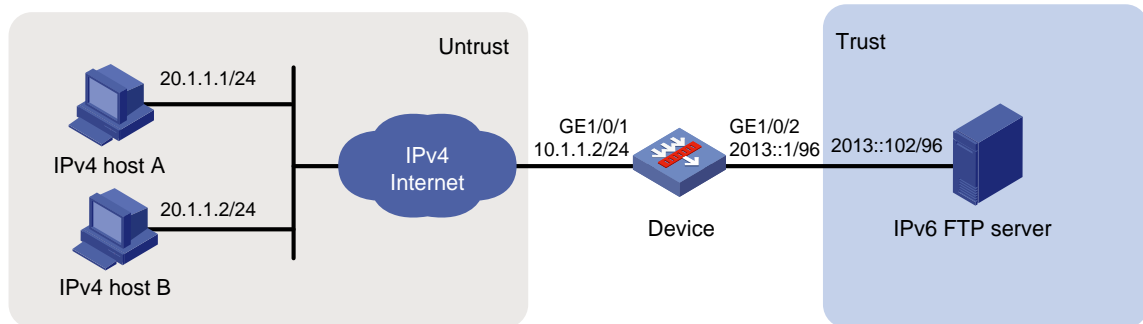 Untrust
Trust
20.1.1.1/24
IPv4 host A
20.1.1.2/24
IPv4 host B
IPv4
Internet
GE1/0/1
10.1.1.2/24
Device
GE1/0/2
2013::1/96
2013::102/96
IPv6 FTP server